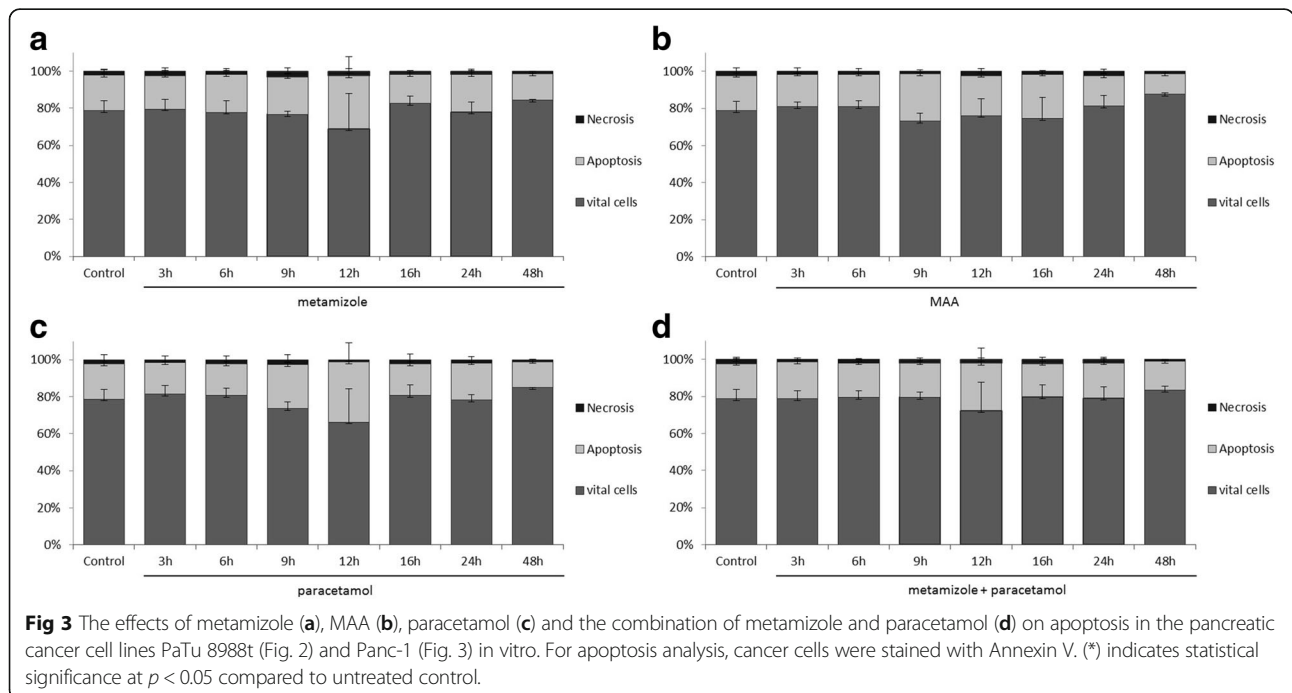 a
100%
80%
60%
40%
20%
0%
Necrosis
Apoptosis
vital cells
Control 3h 6h 9h 12h 16h 24h 48h
metamizole
b
100%
80%
60%
40%
20%
0%
Necrosis
Apoptosis
vital cells
Control 3h 6h 9h 12h 16h 24h 48h
MAA
c
100%
80%
60%
40%
20%
0%
Necrosis
Apoptosis
vital cells
Control 3h 6h 9h 12h 16h 24h 48h
paracetamol
d
100%
80%
60%
40%
20%
0%
Necrosis
Apoptosis
vital cells
Control 3h 6h 9h 12h 16h 24h 48h
metamizole + paracetamol
Fig 3 The effects of metamizole (a), MAA (b), paracetamol (c) and the combination of metamizole and paracetamol (d) on apoptosis in the pancreatic
cancer cell lines PaTu 8988t (Fig. 2) and Panc-1 (Fig. 3) in vitro. For apoptosis analysis, cancer cells were stained with Annexin V. (*) indicates statistical
significance at p < 0.05 compared to untreated control.